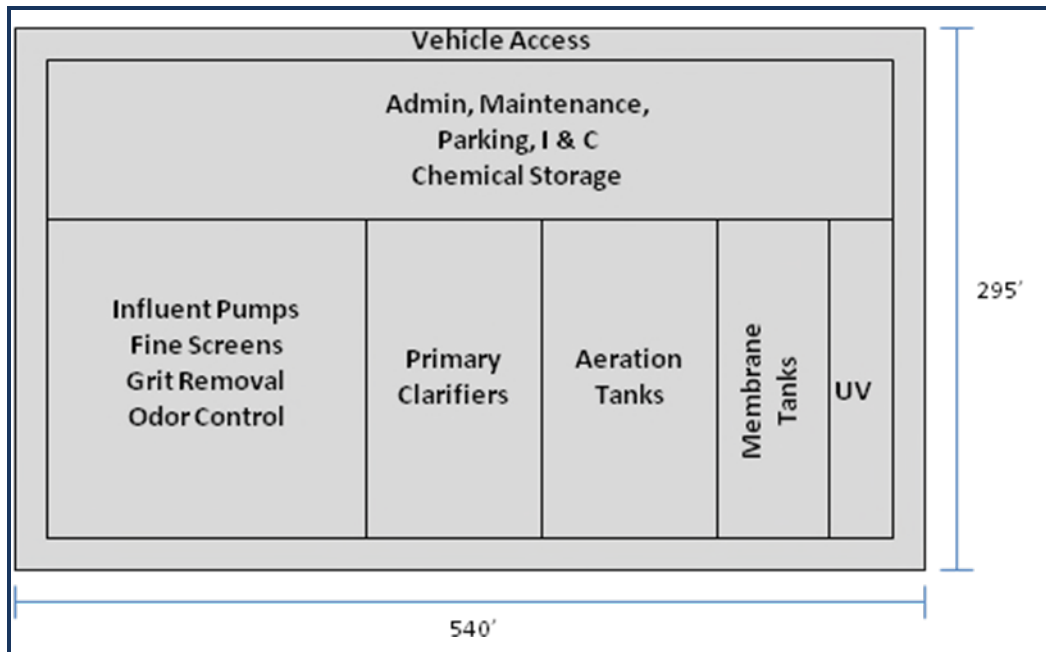 Vehicle Access
Admin, Maintenance,
Parking, I & C
Chemical Storage
Influent Pumps
Fine Screens
Grit Removal
Odor Control
Primary
Clarifiers
Aeration
Tanks
Membrane
Tanks
UV
295′
540′